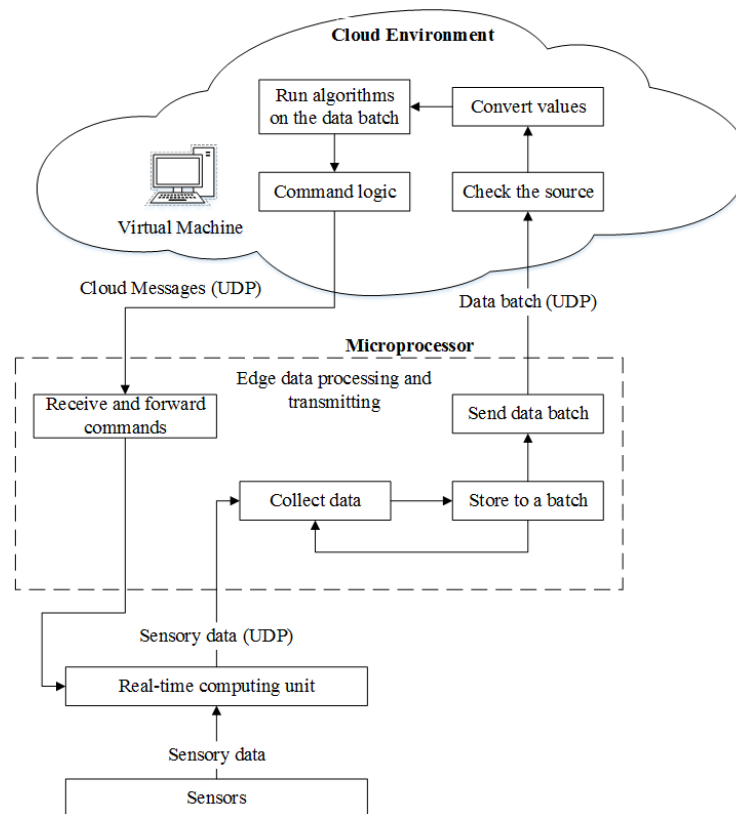 Cloud Environment
Run algorithms
on the data batch
Convert values
Command logic
Check the source
Virtual Machine
Cloud Messages (UDP)
Data batch (UDP)
Microprocessor
Edge data processing and
transmitting
Receive and forward
commands
Send data batch
Collect data
Store to a batch
Sensory data (UDP)
Real-time computing unit
Sensory data
Sensors